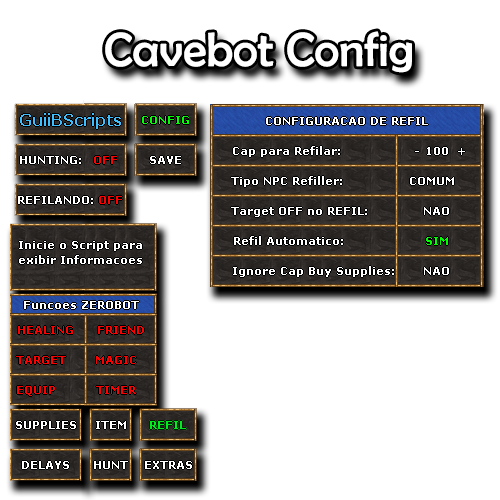 Cavebot Config
GuiiBScripts CONFIG
HUNTING: OFF SAVE
REFILANDO: OFF
Inicie o Script para
exibir Informacoes
Funcoes ZEROBOT
HEALING FRIEND
TARGET MAGIC
EQUIP TIMER
SUPPLIES ITEM REFIL
DELAYS HUNT EXTRAS
CONFIGURACAO DE REFIL
Cap para Refilar: - 100 +
Tipo NPC Refiller: COMUM
Target OFF no REFIL: NAO
Refil Automatico: SIM
Ignore Cap Buy Supplies: NAO